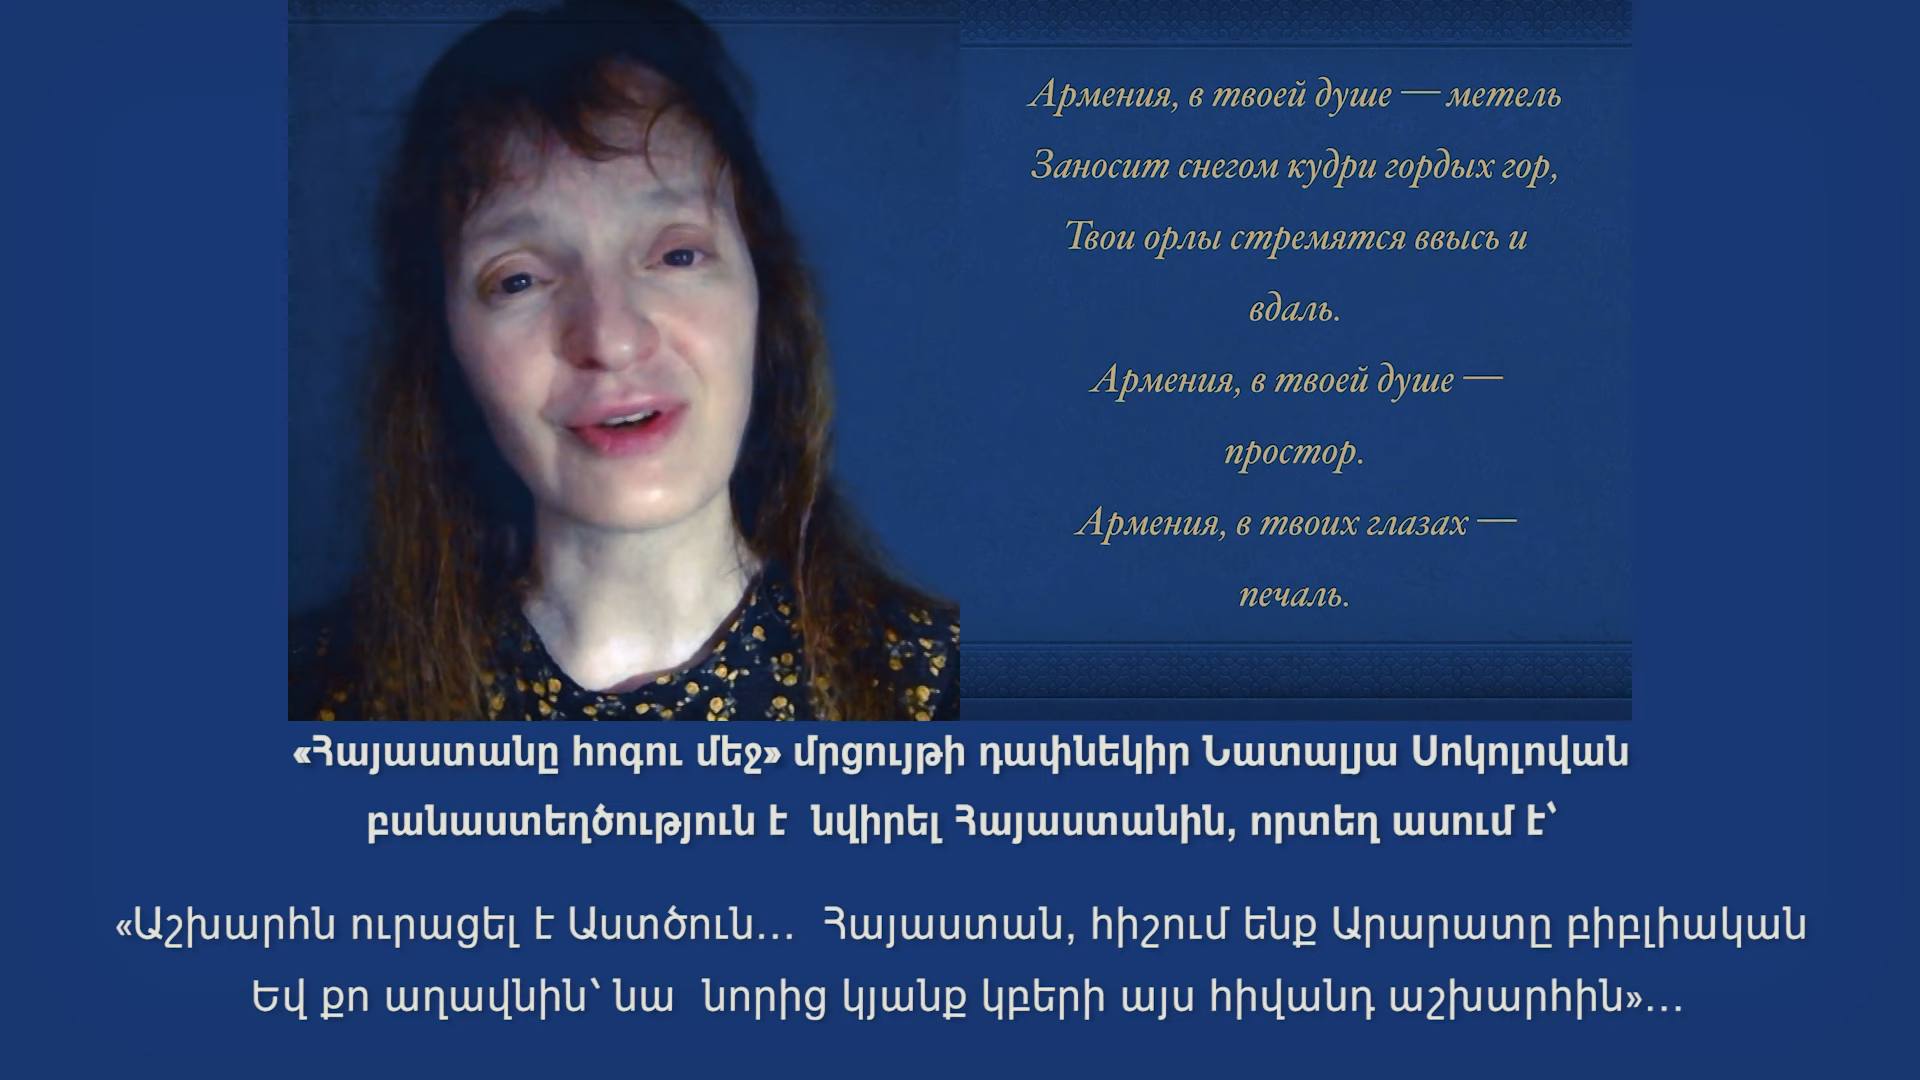 Армения, в твоей душе — метель
Заносит снегом кудри гордых гор,
Твои орлы стремятся ввысь и
вдаль.
Армения, в твоей душе —
простор.
Армения, в твоих глазах —
печаль.
«Հայաստանը հոգու մեջ» մրցույթի դափնեկիր Նատալյա Սոկոլովան
բանաստեղծություն է նվիրել Հայաստանին, որտեղ ասում է՝
«Աշխարհն ուրացել է Աստծուն… Հայաստան, հիշում ենք Արարատը բիբլիական
Եվ քո աղավնին՝ նա նորից կյանք կբերի այս հիվանդ աշխարհին»…